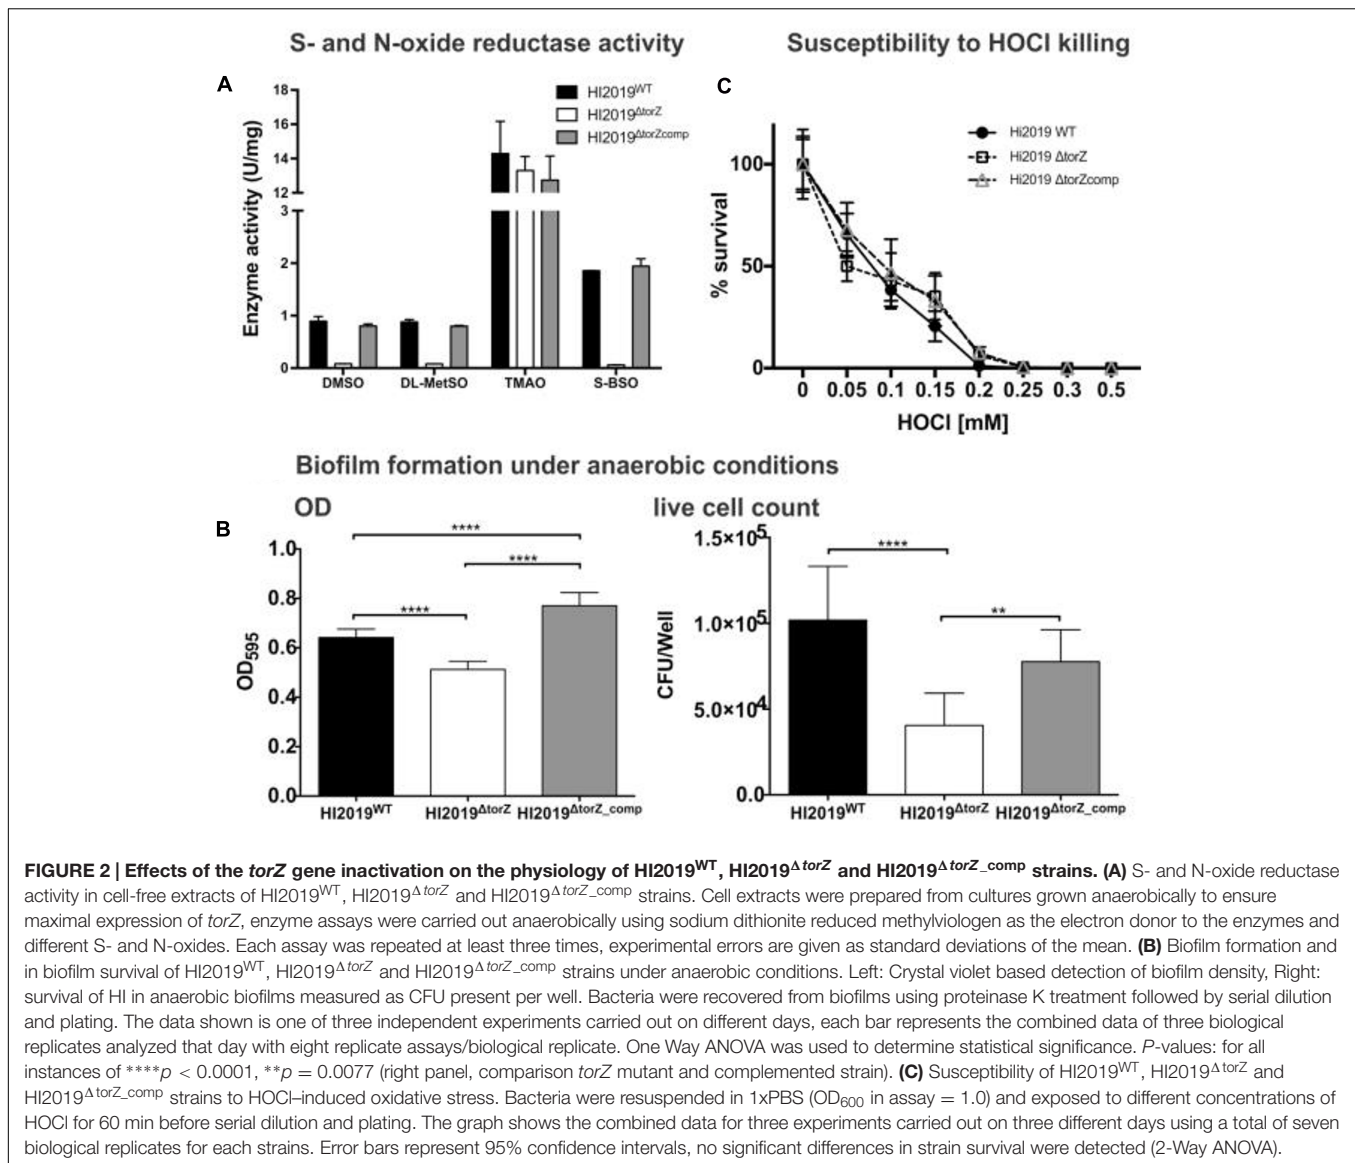 S- and N-oxide reductase activity
Susceptibility to HOCl killing
A
Enzyme activity (U/mg)
18
16
14
12
3
2
1
0
HI2019WT
HI2019ΔtorZ
HI2019ΔtorZcomp
DMSO DL-MetSO TMAO S-BSO
C
% survival
100
50
0
Hi2019 WT
Hi2019 ΔtorZ
Hi2019 ΔtorZcomp
0 0.05 0.1 0.15 0.2 0.25 0.3 0.5
HOCl [mM]
Biofilm formation under anaerobic conditions
OD
live cell count
B
OD595
1.0
0.8
0.6
0.4
0.2
0.0
****
****
****
HI2019WT HI2019ΔtorZ HI2019ΔtorZ_comp
CFU/Well
1.5×10^5
1.0×10^5
5.0×10^4
0.0
****
**
HI2019WT HI2019ΔtorZ HI2019ΔtorZ_comp
FIGURE 2 | Effects of the torZ gene inactivation on the physiology of HI2019WT, HI2019ΔtorZ and HI2019ΔtorZ_comp strains. (A) S- and N-oxide reductase
activity in cell-free extracts of HI2019WT, HI2019ΔtorZ and HI2019ΔtorZ_comp strains. Cell extracts were prepared from cultures grown anaerobically to ensure
maximal expression of torZ, enzyme assays were carried out anaerobically using sodium dithionite reduced methylviologen as the electron donor to the enzymes and
different S- and N-oxides. Each assay was repeated at least three times, experimental errors are given as standard deviations of the mean. (B) Biofilm formation and
in biofilm survival of HI2019WT, HI2019ΔtorZ and HI2019ΔtorZ_comp strains under anaerobic conditions. Left: Crystal violet based detection of biofilm density, Right:
survival of HI in anaerobic biofilms measured as CFU present per well. Bacteria were recovered from biofilms using proteinase K treatment followed by serial dilution
and plating. The data shown is one of three independent experiments carried out on different days, each bar represents the combined data of three biological
replicates analyzed that day with eight replicate assays/biological replicate. One Way ANOVA was used to determine statistical significance. P-values: for all
instances of ****p < 0.0001, **p = 0.0077 (right panel, comparison torZ mutant and complemented strain). (C) Susceptibility of HI2019WT, HI2019ΔtorZ and
HI2019ΔtorZ_comp strains to HOCl–induced oxidative stress. Bacteria were resuspended in 1xPBS (OD600 in assay = 1.0) and exposed to different concentrations of
HOCl for 60 min before serial dilution and plating. The graph shows the combined data for three experiments carried out on three different days using a total of seven
biological replicates for each strains. Error bars represent 95% confidence intervals, no significant differences in strain survival were detected (2-Way ANOVA).